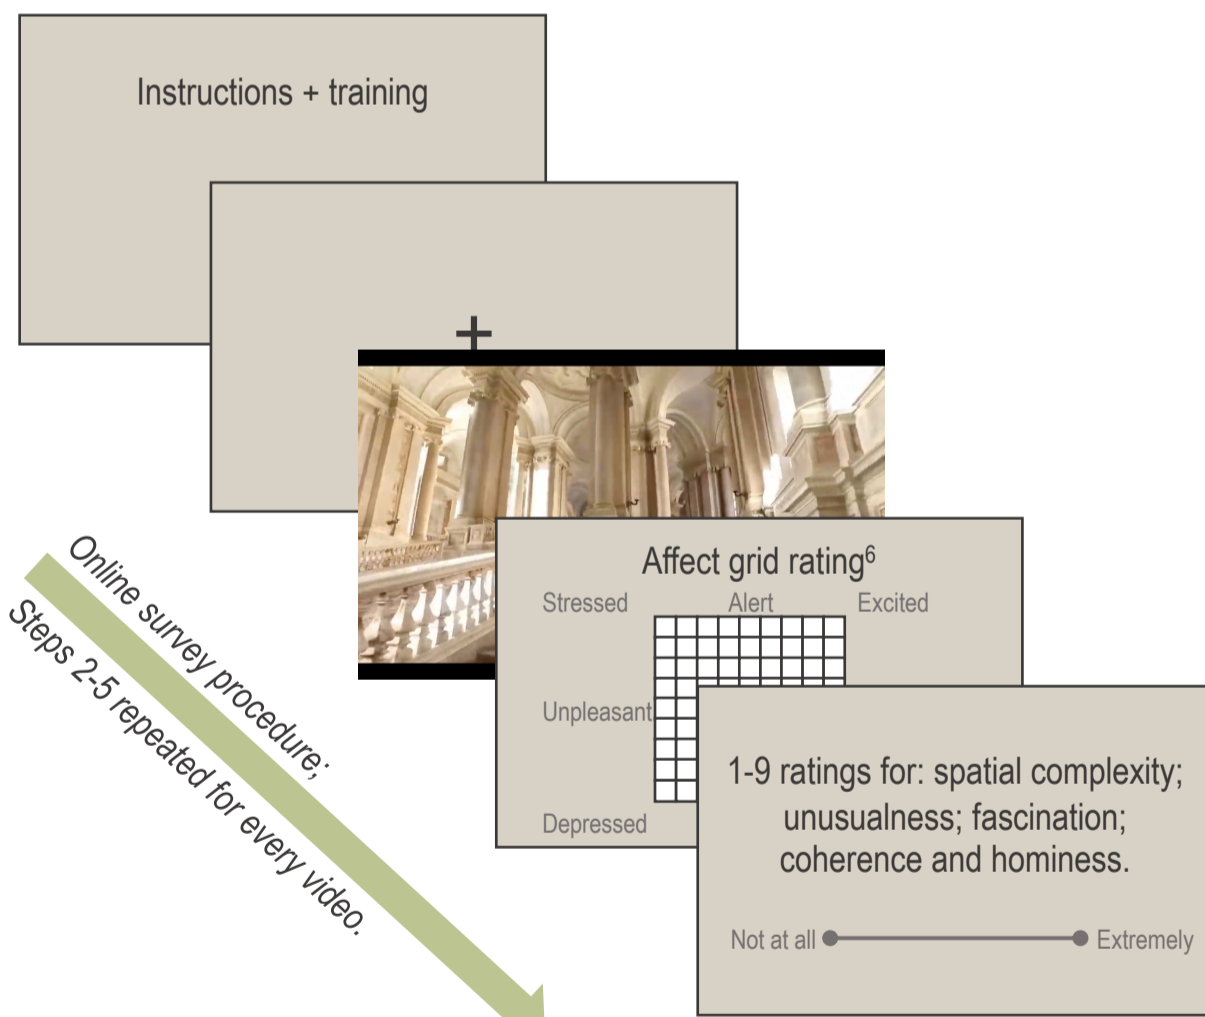 Instructions + training
+
Affect grid rating⁶
Stressed Alert Excited
Unpleasant
Depressed
1-9 ratings for: spatial complexity;
unusualness; fascination;
coherence and hominess.
Not at all Extremely
Online survey procedure;
Steps 2-5 repeated for every video.